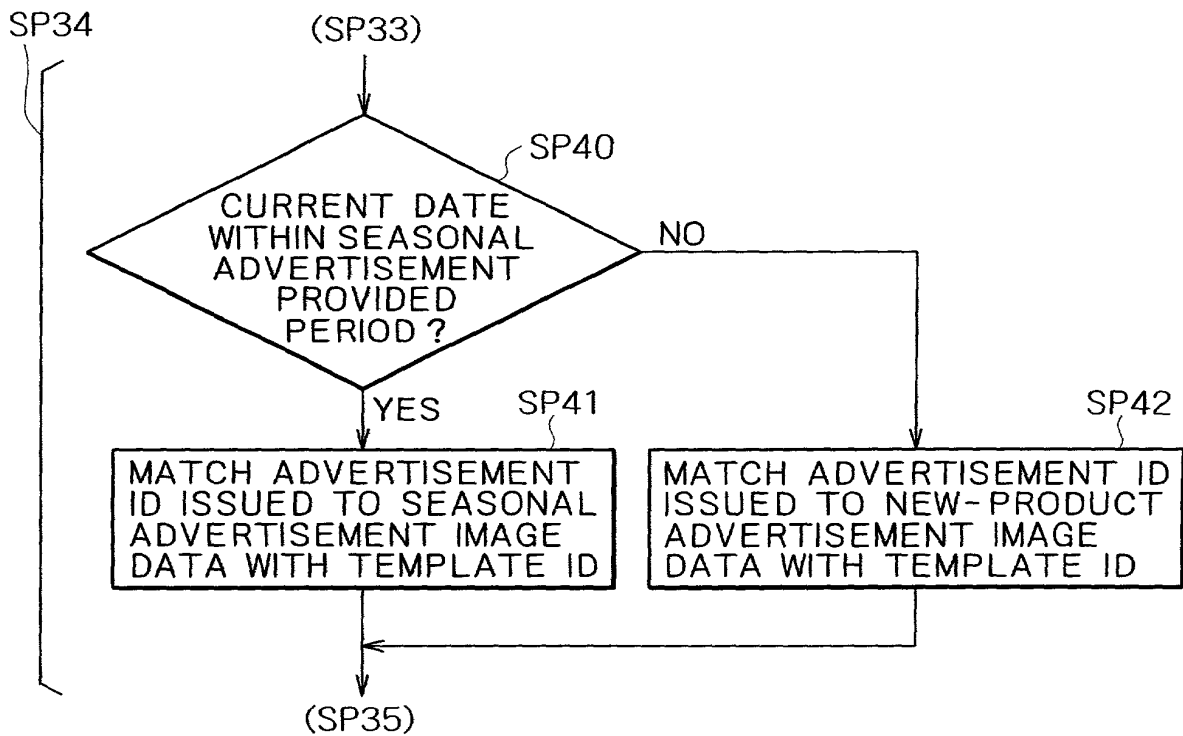 SP34
(SP33)
SP40
CURRENT DATE
WITHIN SEASONAL
ADVERTISEMENT
PROVIDED
PERIOD ?
NO
YES
SP41
MATCH ADVERTISEMENT
ID ISSUED TO SEASONAL
ADVERTISEMENT IMAGE
DATA WITH TEMPLATE ID
SP42
MATCH ADVERTISEMENT ID
ISSUED TO NEW-PRODUCT
ADVERTISEMENT IMAGE
DATA WITH TEMPLATE ID
(SP35)